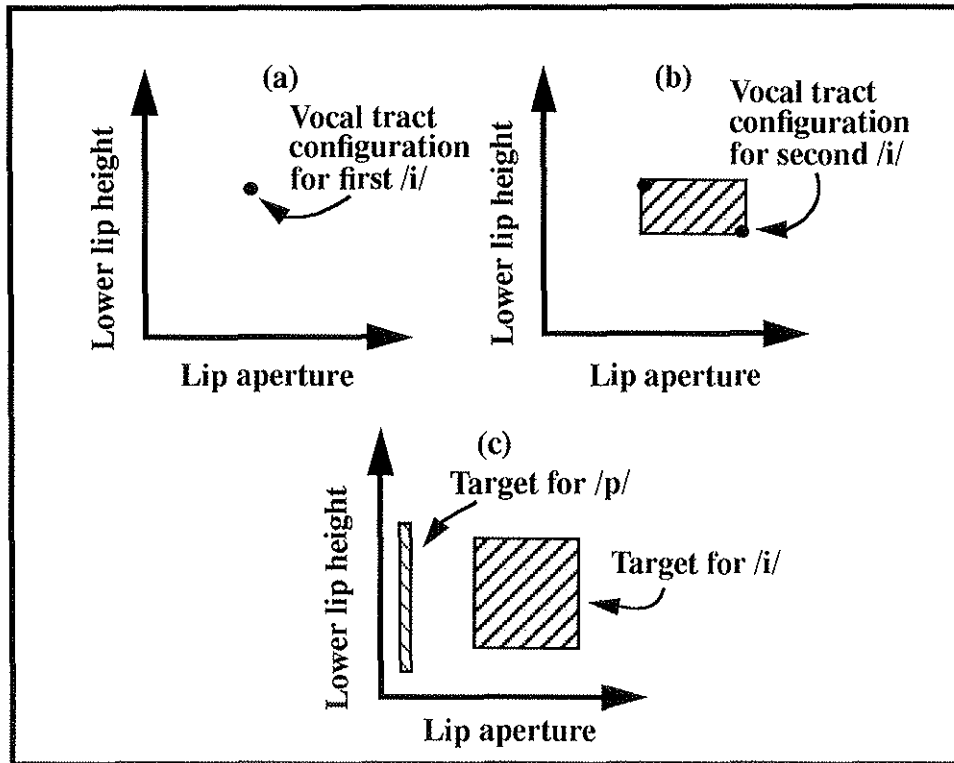 (a)
Vocal tract
configuration
for first /i/
Lower lip height
Lip aperture
(b)
Vocal tract
configuration
for second /i/
Lower lip height
Lip aperture
(c)
Target for /p/
Target for /i/
Lower lip height
Lip aperture